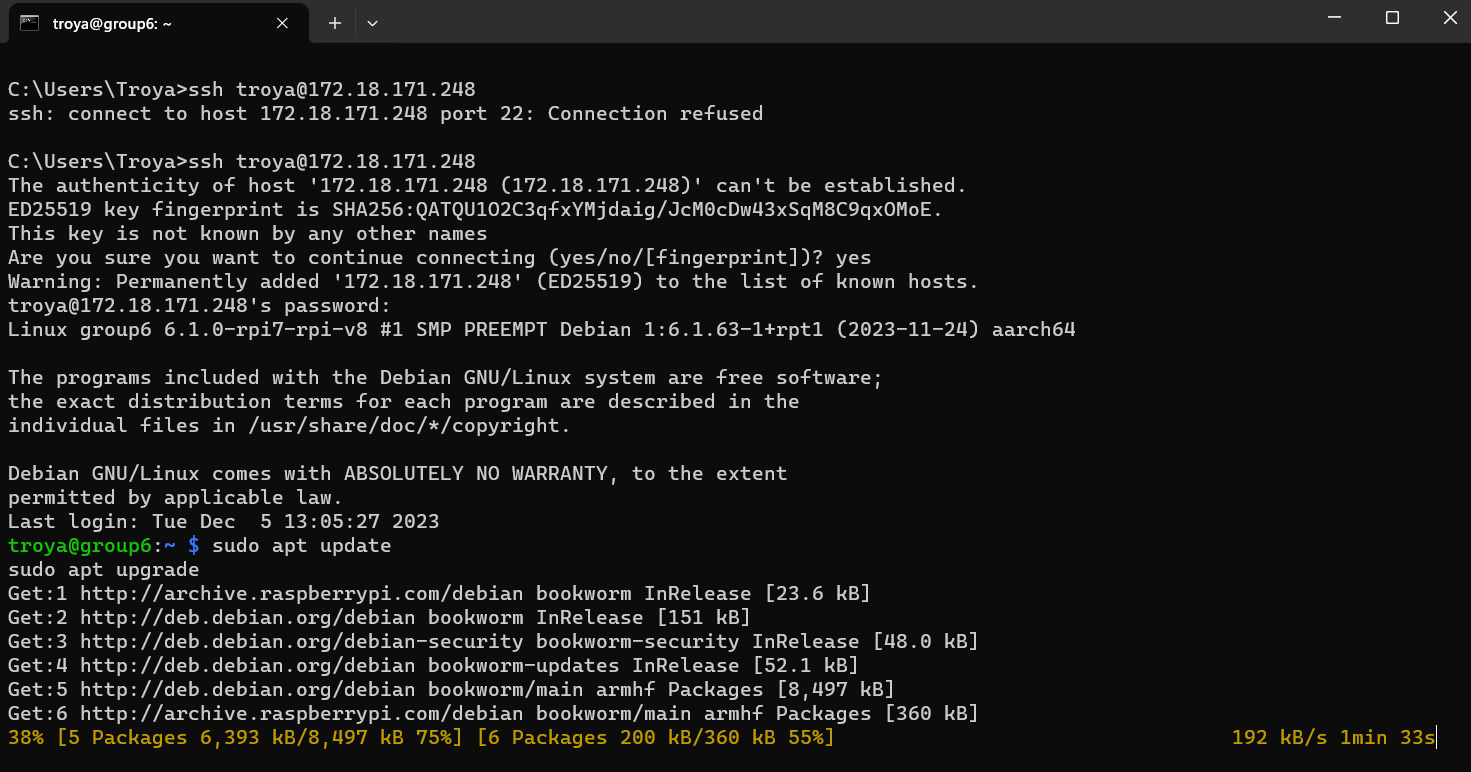 troya@group6: ~
C:\Users\Troya>ssh troya@172.18.171.248
ssh: connect to host 172.18.171.248 port 22: Connection refused
C:\Users\Troya>ssh troya@172.18.171.248
The authenticity of host '172.18.171.248 (172.18.171.248)' can't be established.
ED25519 key fingerprint is SHA256:QATQU1O2C3qfxYMjdaig/JcM0cDw43xSqM8C9qxOMoE.
This key is not known by any other names
Are you sure you want to continue connecting (yes/no/[fingerprint])? yes
Warning: Permanently added '172.18.171.248' (ED25519) to the list of known hosts.
troya@172.18.171.248's password:
Linux group6 6.1.0-rpi7-rpi-v8 #1 SMP PREEMPT Debian 1:6.1.63-1+rpt1 (2023-11-24) aarch64
The programs included with the Debian GNU/Linux system are free software;
the exact distribution terms for each program are described in the
individual files in /usr/share/doc/*/copyright.
Debian GNU/Linux comes with ABSOLUTELY NO WARRANTY, to the extent
permitted by applicable law.
Last login: Tue Dec  5 13:05:27 2023
troya@group6:~ $ sudo apt update
sudo apt upgrade
Get:1 http://archive.raspberrypi.com/debian bookworm InRelease [23.6 kB]
Get:2 http://deb.debian.org/debian bookworm InRelease [151 kB]
Get:3 http://deb.debian.org/debian-security bookworm-security InRelease [48.0 kB]
Get:4 http://deb.debian.org/debian bookworm-updates InRelease [52.1 kB]
Get:5 http://deb.debian.org/debian bookworm/main armhf Packages [8,497 kB]
Get:6 http://archive.raspberrypi.com/debian bookworm/main armhf Packages [360 kB]
38% [5 Packages 6,393 kB/8,497 kB 75%] [6 Packages 200 kB/360 kB 55%] 192 kB/s 1min 33s